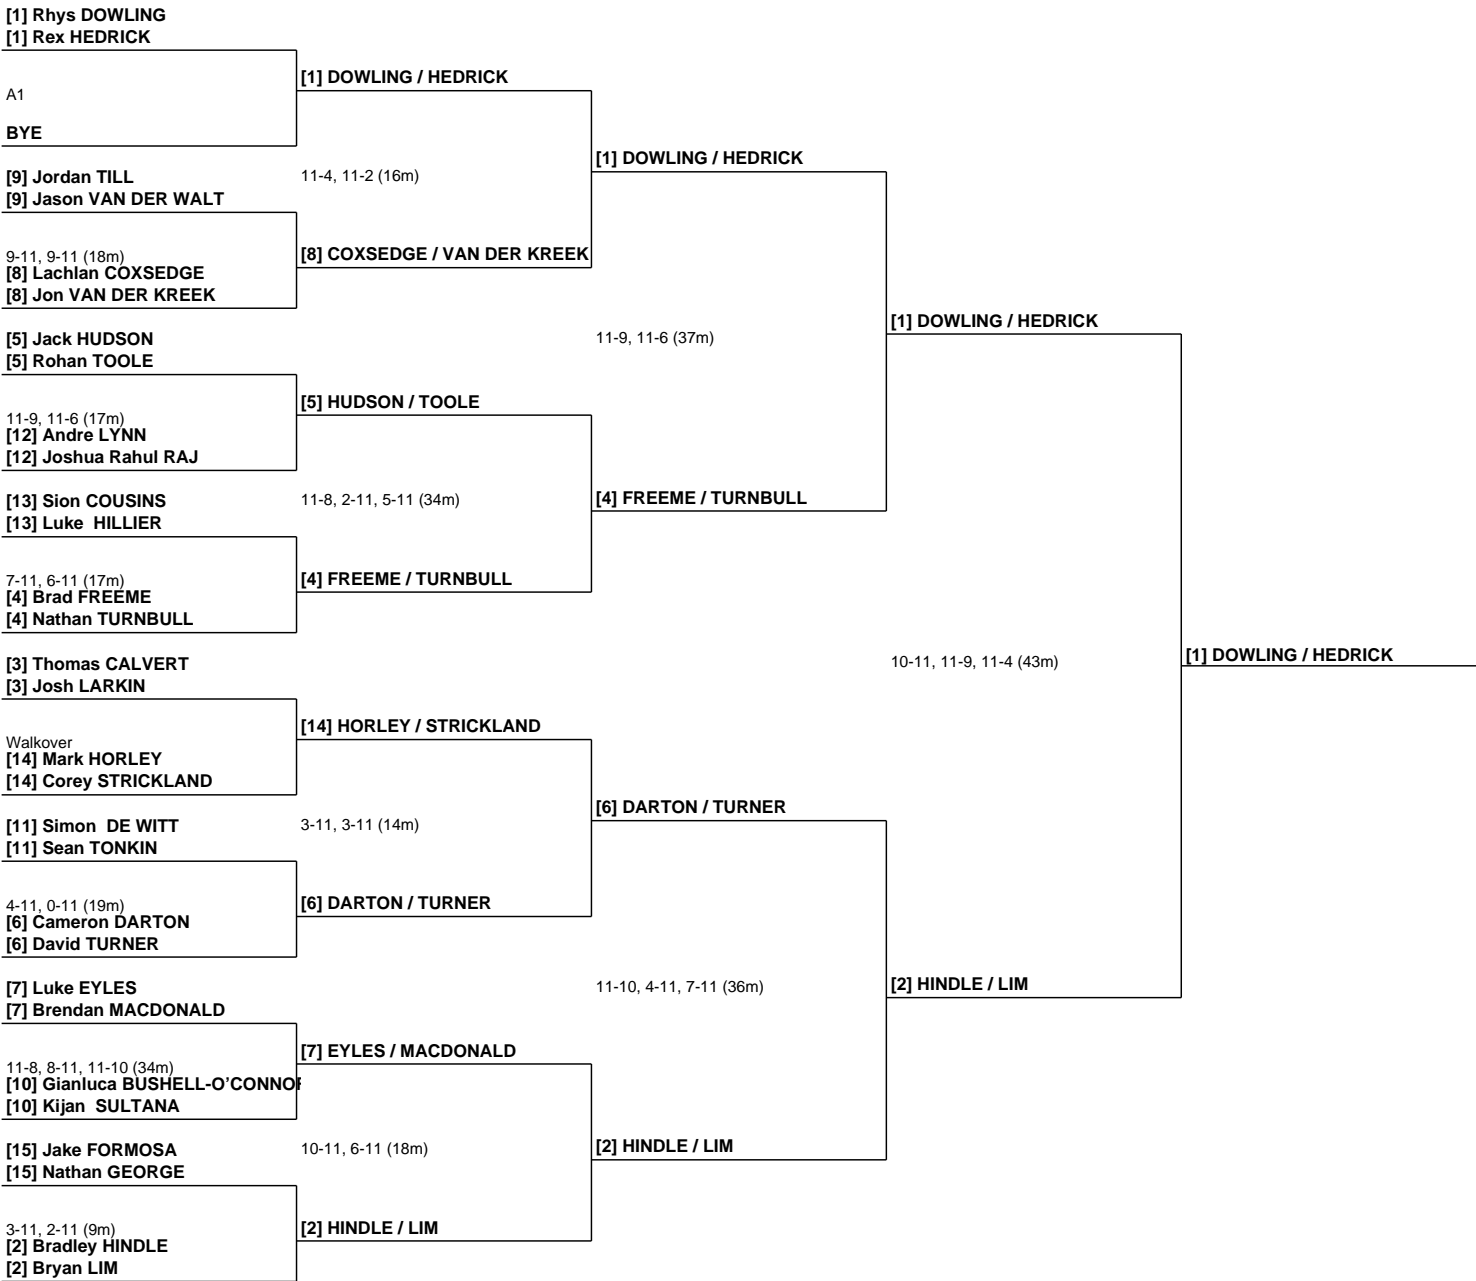 [1] Rhys DOWLING
[1] Rex HEDRICK
[1] DOWLING / HEDRICK
A1
BYE
[1] DOWLING / HEDRICK
[9] Jordan TILL
[9] Jason VAN DER WALT
11-4, 11-2 (16m)
9-11, 9-11 (18m)
[8] Lachlan COXSEDGE
[8] Jon VAN DER KREEK
[8] COXSEDGE / VAN DER KREEK
[1] DOWLING / HEDRICK
[5] Jack HUDSON
[5] Rohan TOOLE
11-9, 11-6 (37m)
[5] HUDSON / TOOLE
11-9, 11-6 (17m)
[12] Andre LYNN
[12] Joshua Rahul RAJ
[13] Sion COUSINS
[13] Luke  HILLIER
11-8, 2-11, 5-11 (34m)
[4] FREEME / TURNBULL
7-11, 6-11 (17m)
[4] Brad FREEME
[4] Nathan TURNBULL
[4] FREEME / TURNBULL
[3] Thomas CALVERT
[3] Josh LARKIN
10-11, 11-9, 11-4 (43m)
[1] DOWLING / HEDRICK
[14] HORLEY / STRICKLAND
Walkover
[14] Mark HORLEY
[14] Corey STRICKLAND
[6] DARTON / TURNER
[11] Simon  DE WITT
[11] Sean TONKIN
3-11, 3-11 (14m)
4-11, 0-11 (19m)
[6] Cameron DARTON
[6] David TURNER
[6] DARTON / TURNER
[7] Luke EYLES
[7] Brendan MACDONALD
11-10, 4-11, 7-11 (36m)
[2] HINDLE / LIM
[7] EYLES / MACDONALD
11-8, 8-11, 11-10 (34m)
[10] Gianluca BUSHELL-O'CONNOR
[10] Kijan  SULTANA
[15] Jake FORMOSA
[15] Nathan GEORGE
10-11, 6-11 (18m)
[2] HINDLE / LIM
3-11, 2-11 (9m)
[2] Bradley HINDLE
[2] Bryan LIM
[2] HINDLE / LIM